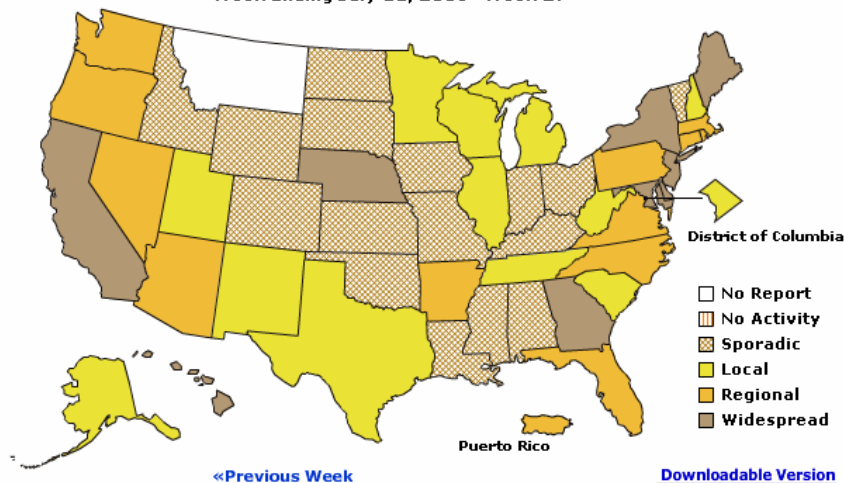 District of Columbia
No Report
No Activity
Sporadic
Local
Regional
Widespread
Puerto Rico
«Previous Week
Downloadable Version